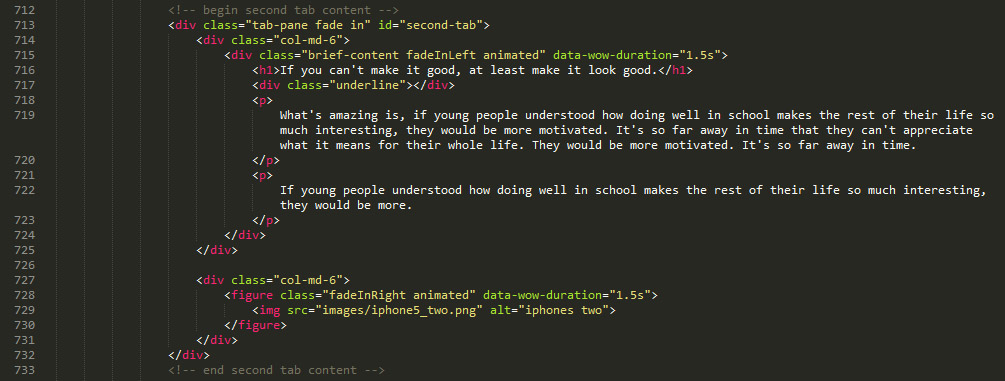 712 <!-- begin second tab content -->
713 <div class="tab-pane fade in" id="second-tab">
714 <div class="col-md-6">
715 <div class="brief-content fadeInLeft animated" data-wow-duration="1.5s">
716 <h1>If you can't make it good, at least make it look good.</h1>
717 <div class="underline"></div>
718 <p>
719 What's amazing is, if young people understood how doing well in school makes the rest of their life so
much interesting, they would be more motivated. It's so far away in time that they can't appreciate
what it means for their whole life. They would be more motivated. It's so far away in time.
720 </p>
721 <p>
722 If young people understood how doing well in school makes the rest of their life so much interesting,
they would be more.
723 </p>
724 </div>
725 </div>
726
727 <div class="col-md-6">
728 <figure class="fadeInRight animated" data-wow-duration="1.5s">
729 <img src="images/iphone5_two.png" alt="iphones two">
730 </figure>
731 </div>
732 </div>
733 <!-- end second tab content -->